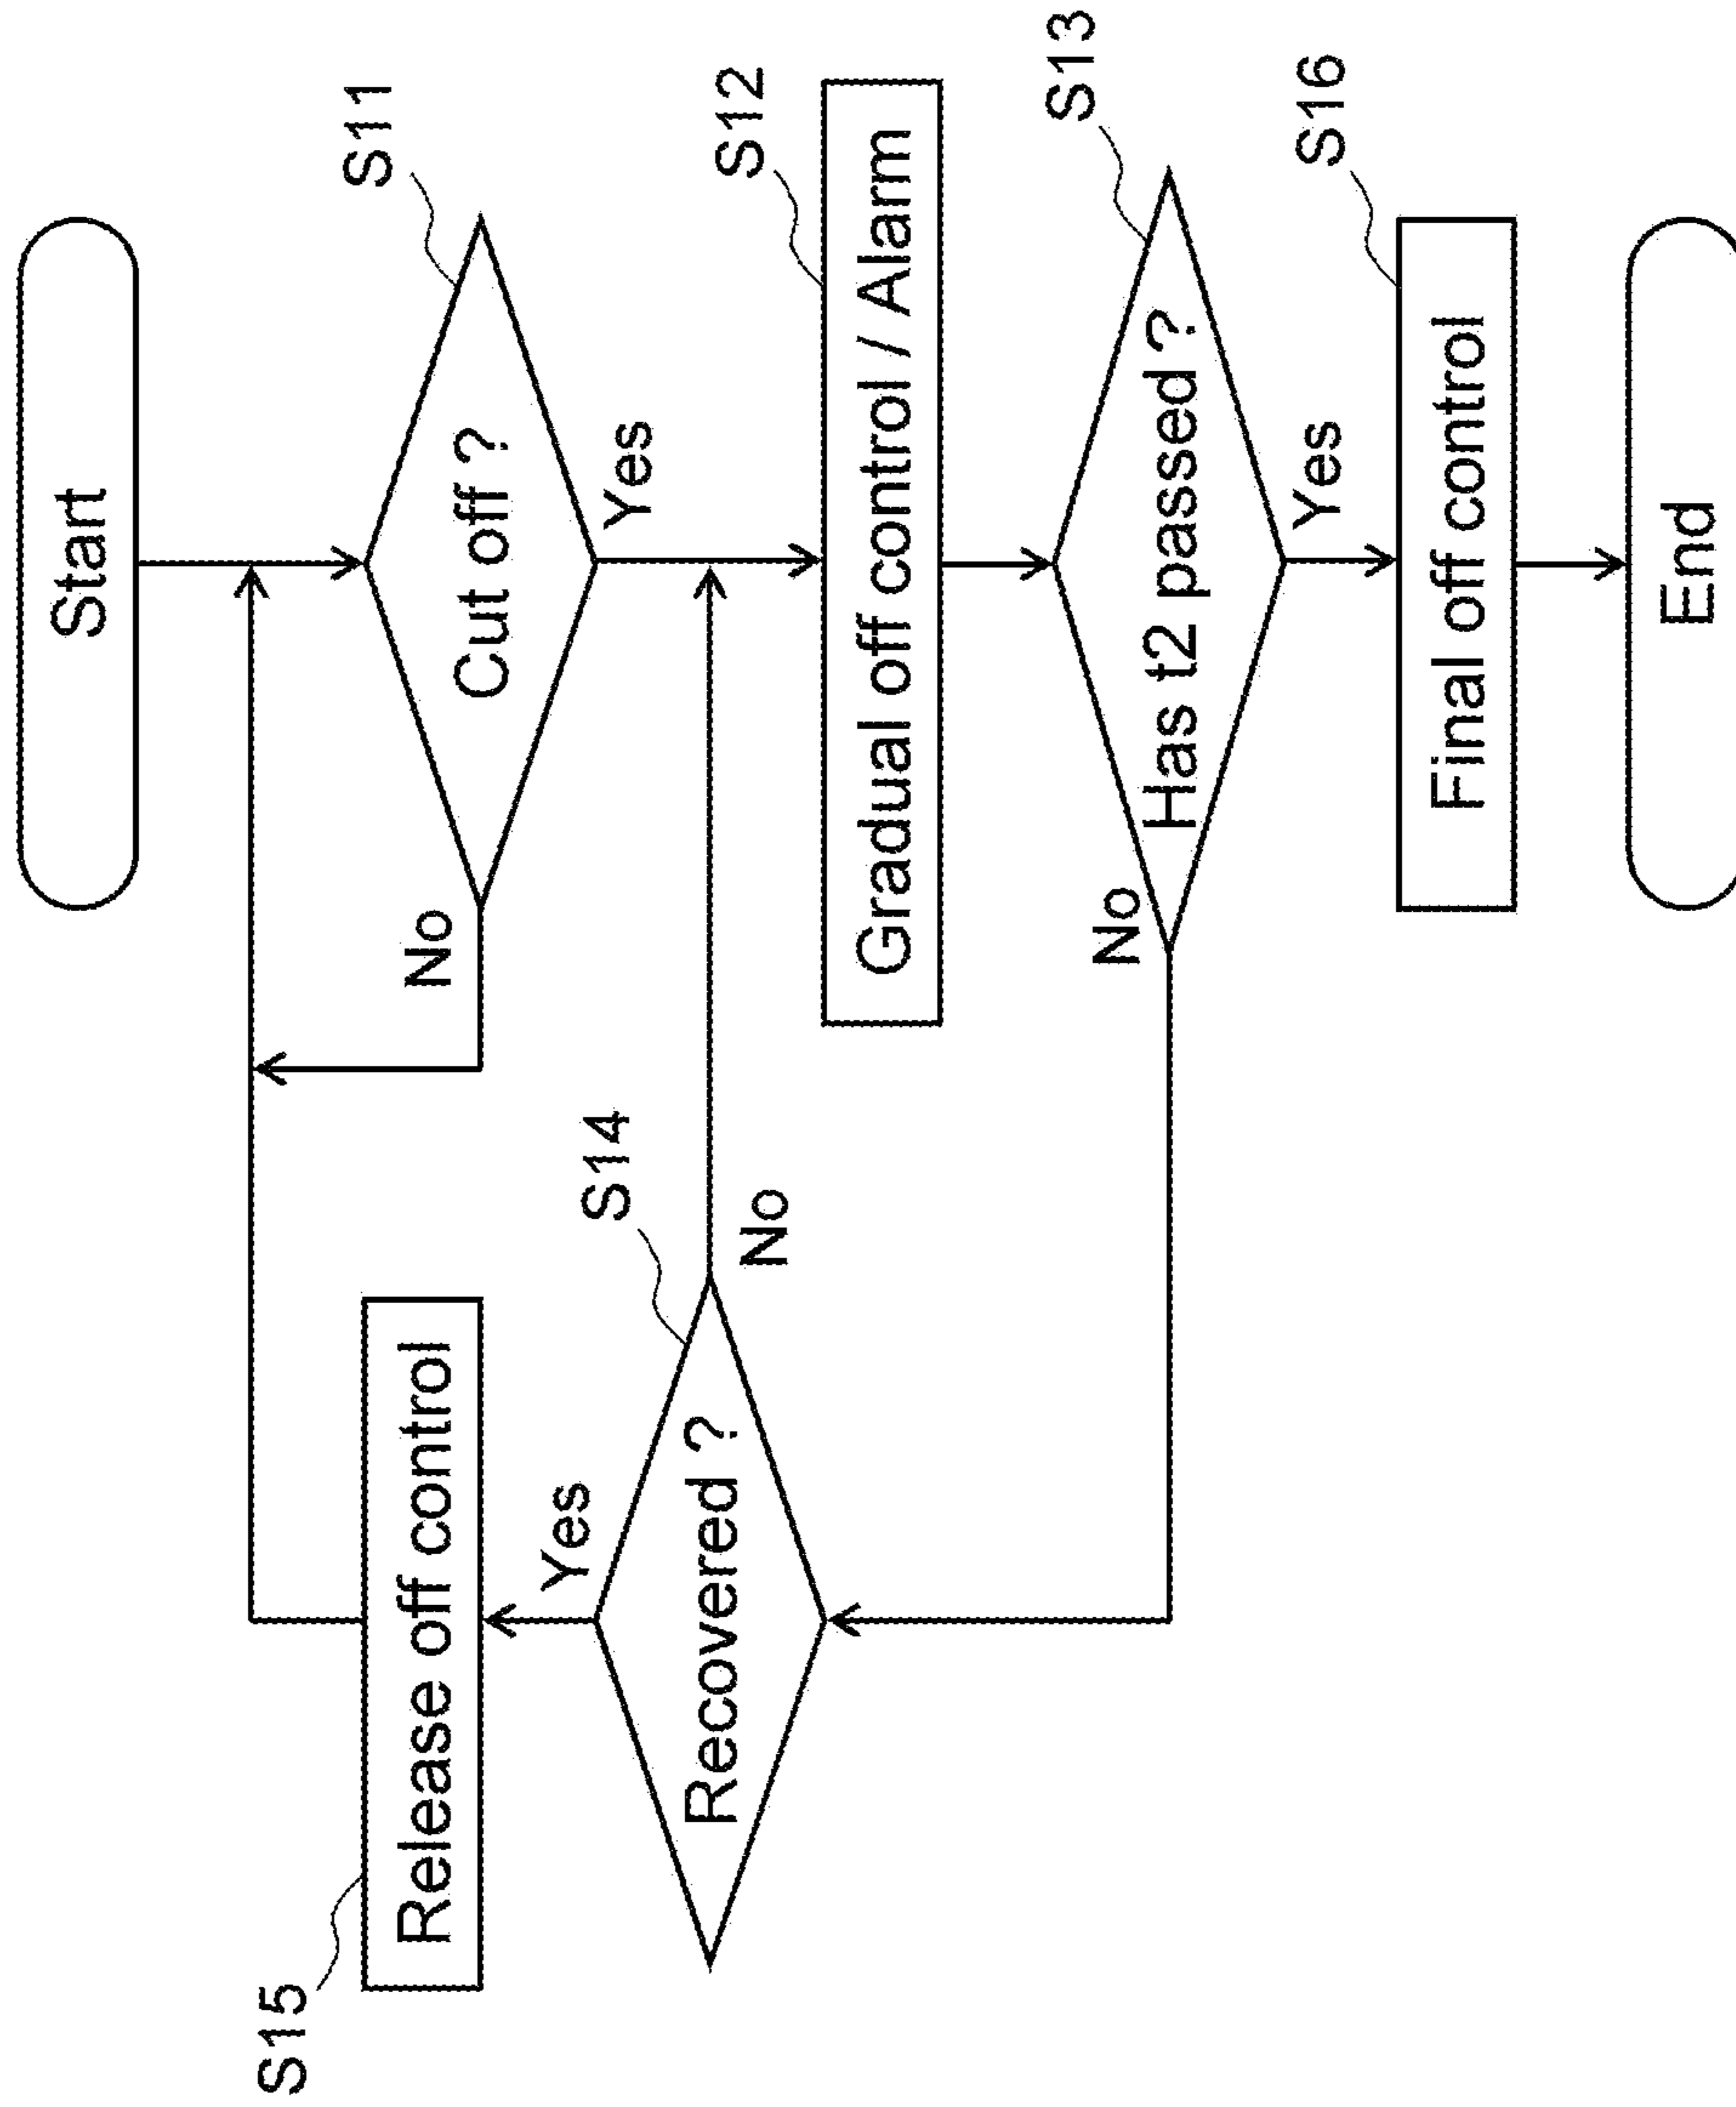 Start
S11
Cut off ?
No
Yes
S15
Release off control
S12
Gradual off control / Alarm
Yes
S14
Recovered ?
No
S13
Has t2 passed ?
No
Yes
S16
Final off control
End